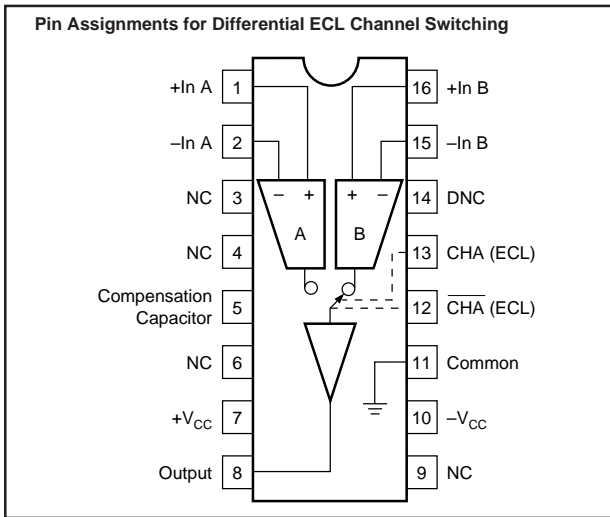 Pin Assignments for Differential ECL Channel Switching
+In A 1 16 +In B
–In A 2 15 –In B
NC 3 – + + – 14 DNC
A B
NC 4 13 CHA (ECL)
Compensation
Capacitor 5 12 C̅H̅A̅ (ECL)
NC 6 11 Common
+VCC 7 10 –VCC
Output 8 9 NC